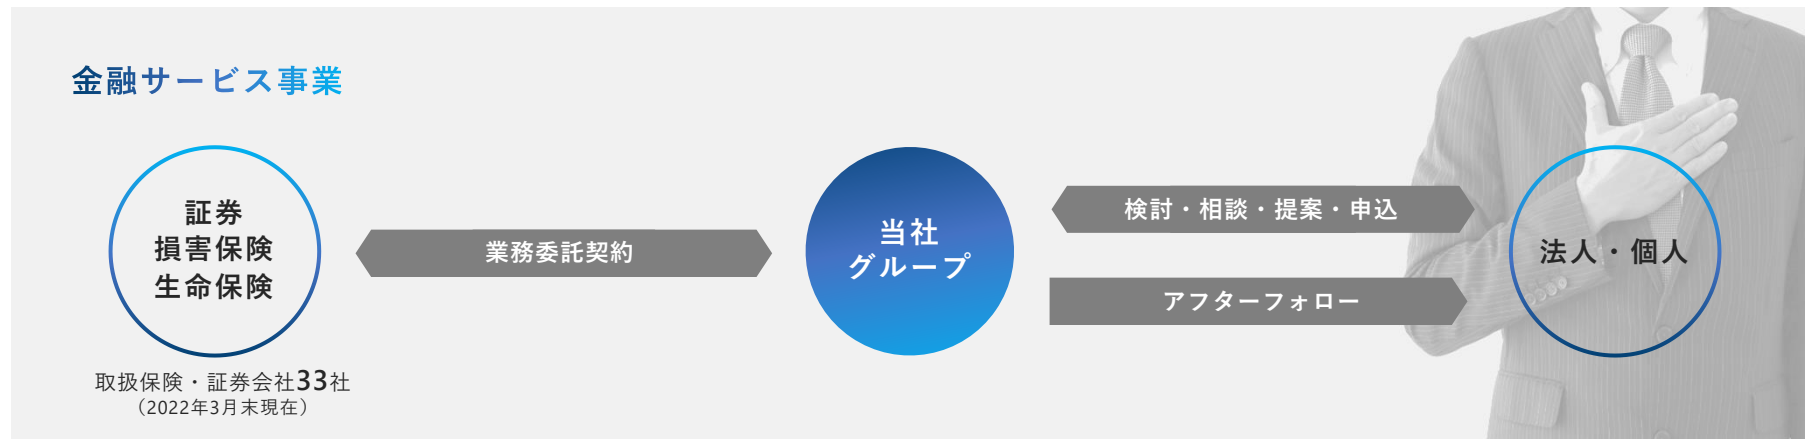 金融サービス事業
証券
損害保険
生命保険
取扱保険・証券会社33社
（2022年3月末現在）
業務委託契約
当社
グループ
検討・相談・提案・申込
アフターフォロー
法人・個人